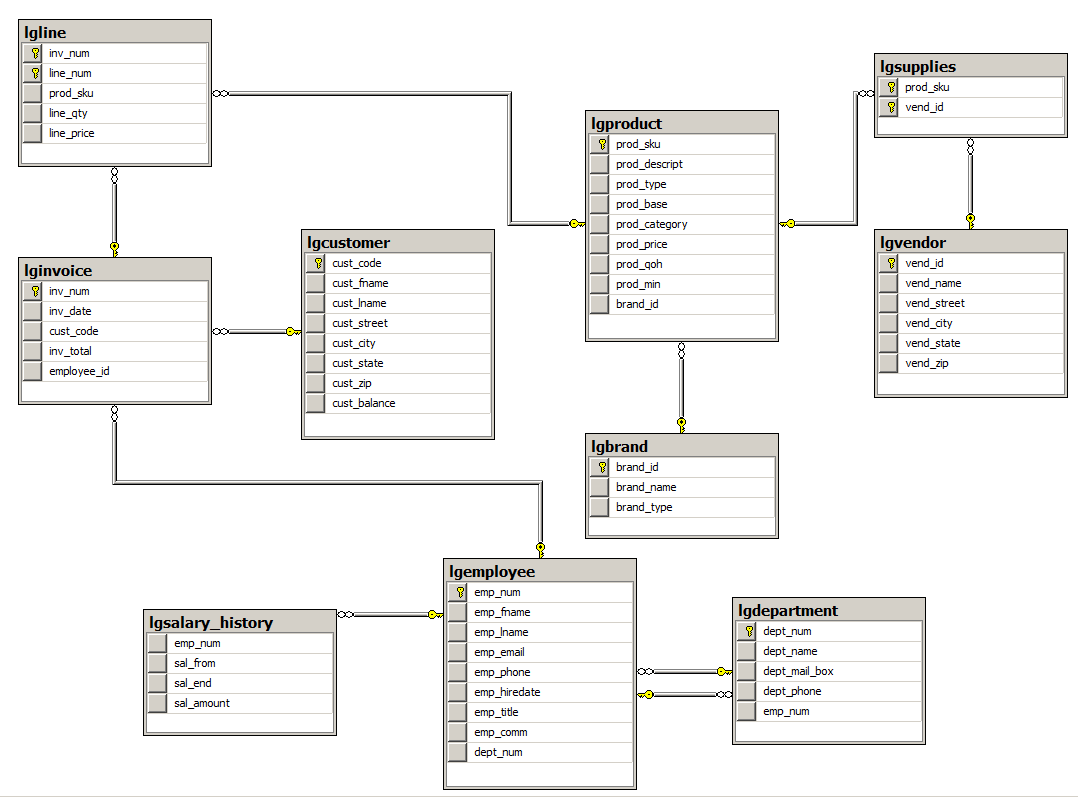 lgline
inv_num
line_num
prod_sku
line_qty
line_price
lgsupplies
prod_sku
vend_id
lgproduct
prod_sku
prod_descript
prod_type
prod_base
prod_category
prod_price
prod_qoh
prod_min
brand_id
lgcustomer
cust_code
cust_fname
cust_lname
cust_street
cust_city
cust_state
cust_zip
cust_balance
lgvendor
vend_id
vend_name
vend_street
vend_city
vend_state
vend_zip
lginvoice
inv_num
inv_date
cust_code
inv_total
employee_id
lgbrand
brand_id
brand_name
brand_type
lgemployee
emp_num
emp_fname
emp_lname
emp_email
emp_phone
emp_hiredate
emp_title
emp_comm
dept_num
lgsalary_history
emp_num
sal_from
sal_end
sal_amount
lgdepartment
dept_num
dept_name
dept_mail_box
dept_phone
emp_num